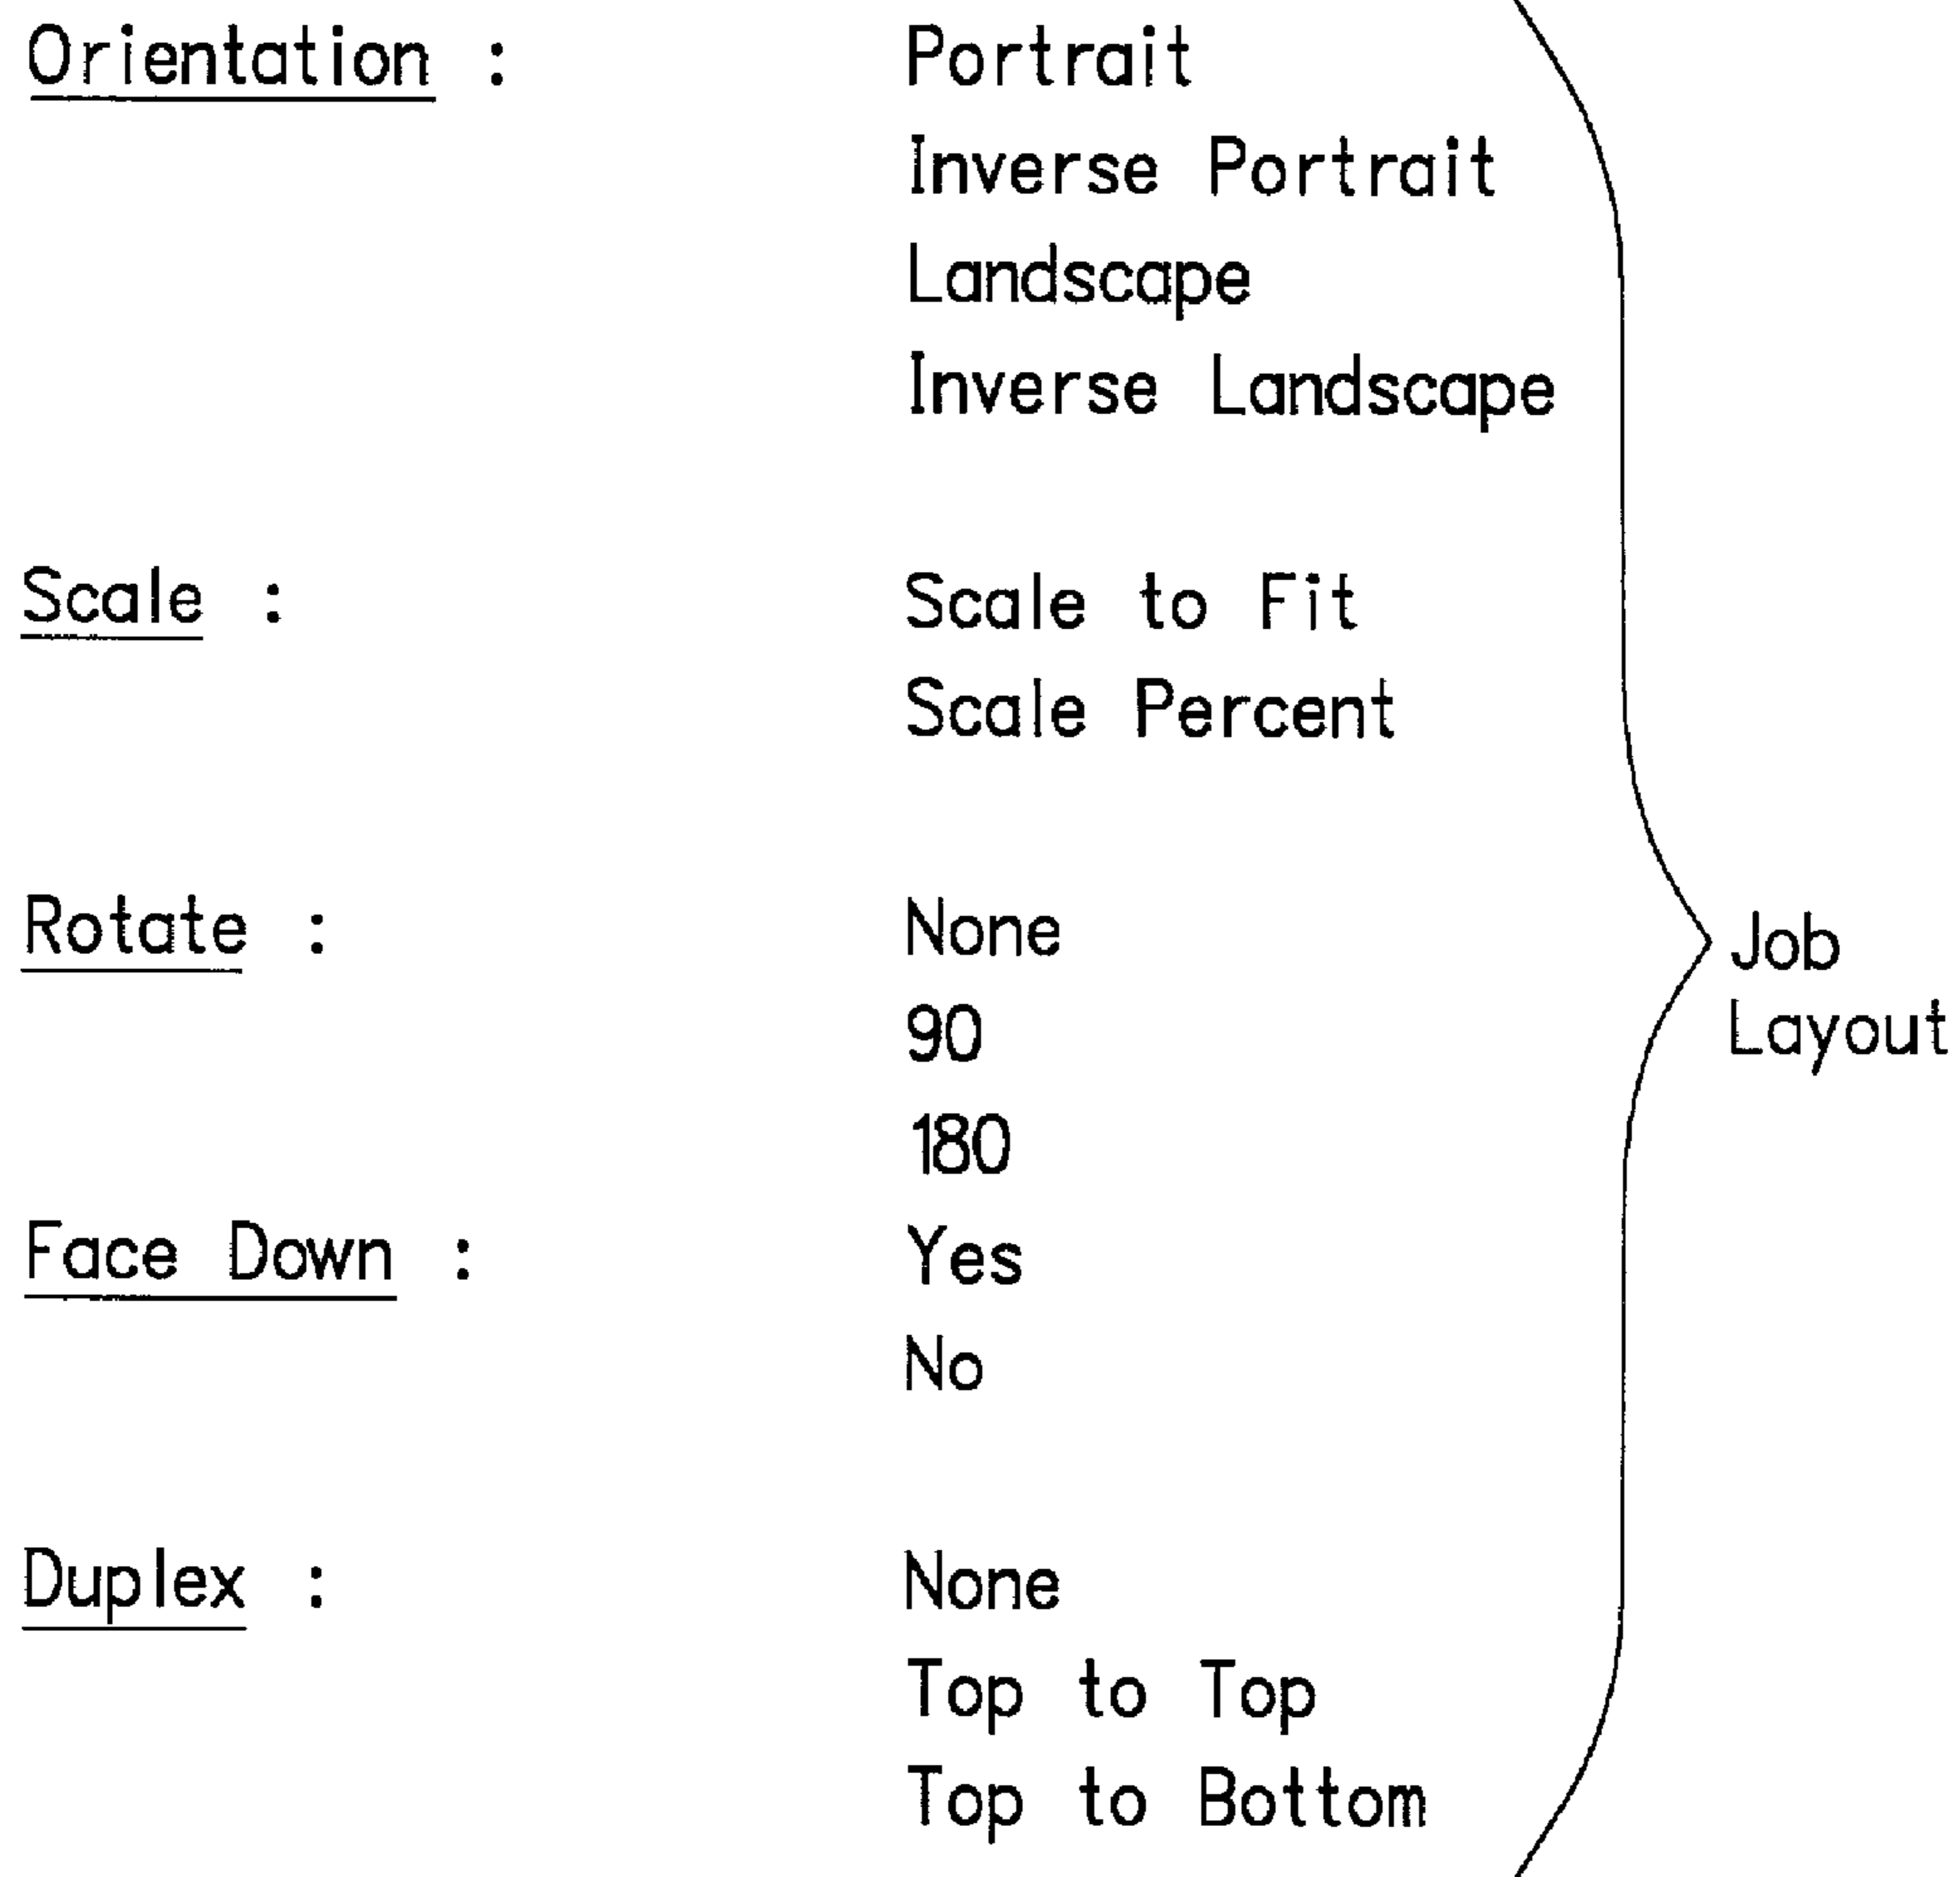 Orientation : Portrait
Inverse Portrait
Landscape
Inverse Landscape
Scale : Scale to Fit
Scale Percent
Rotate : None
90
180
Face Down : Yes
No
Duplex : None
Top to Top
Top to Bottom
Job
Layout